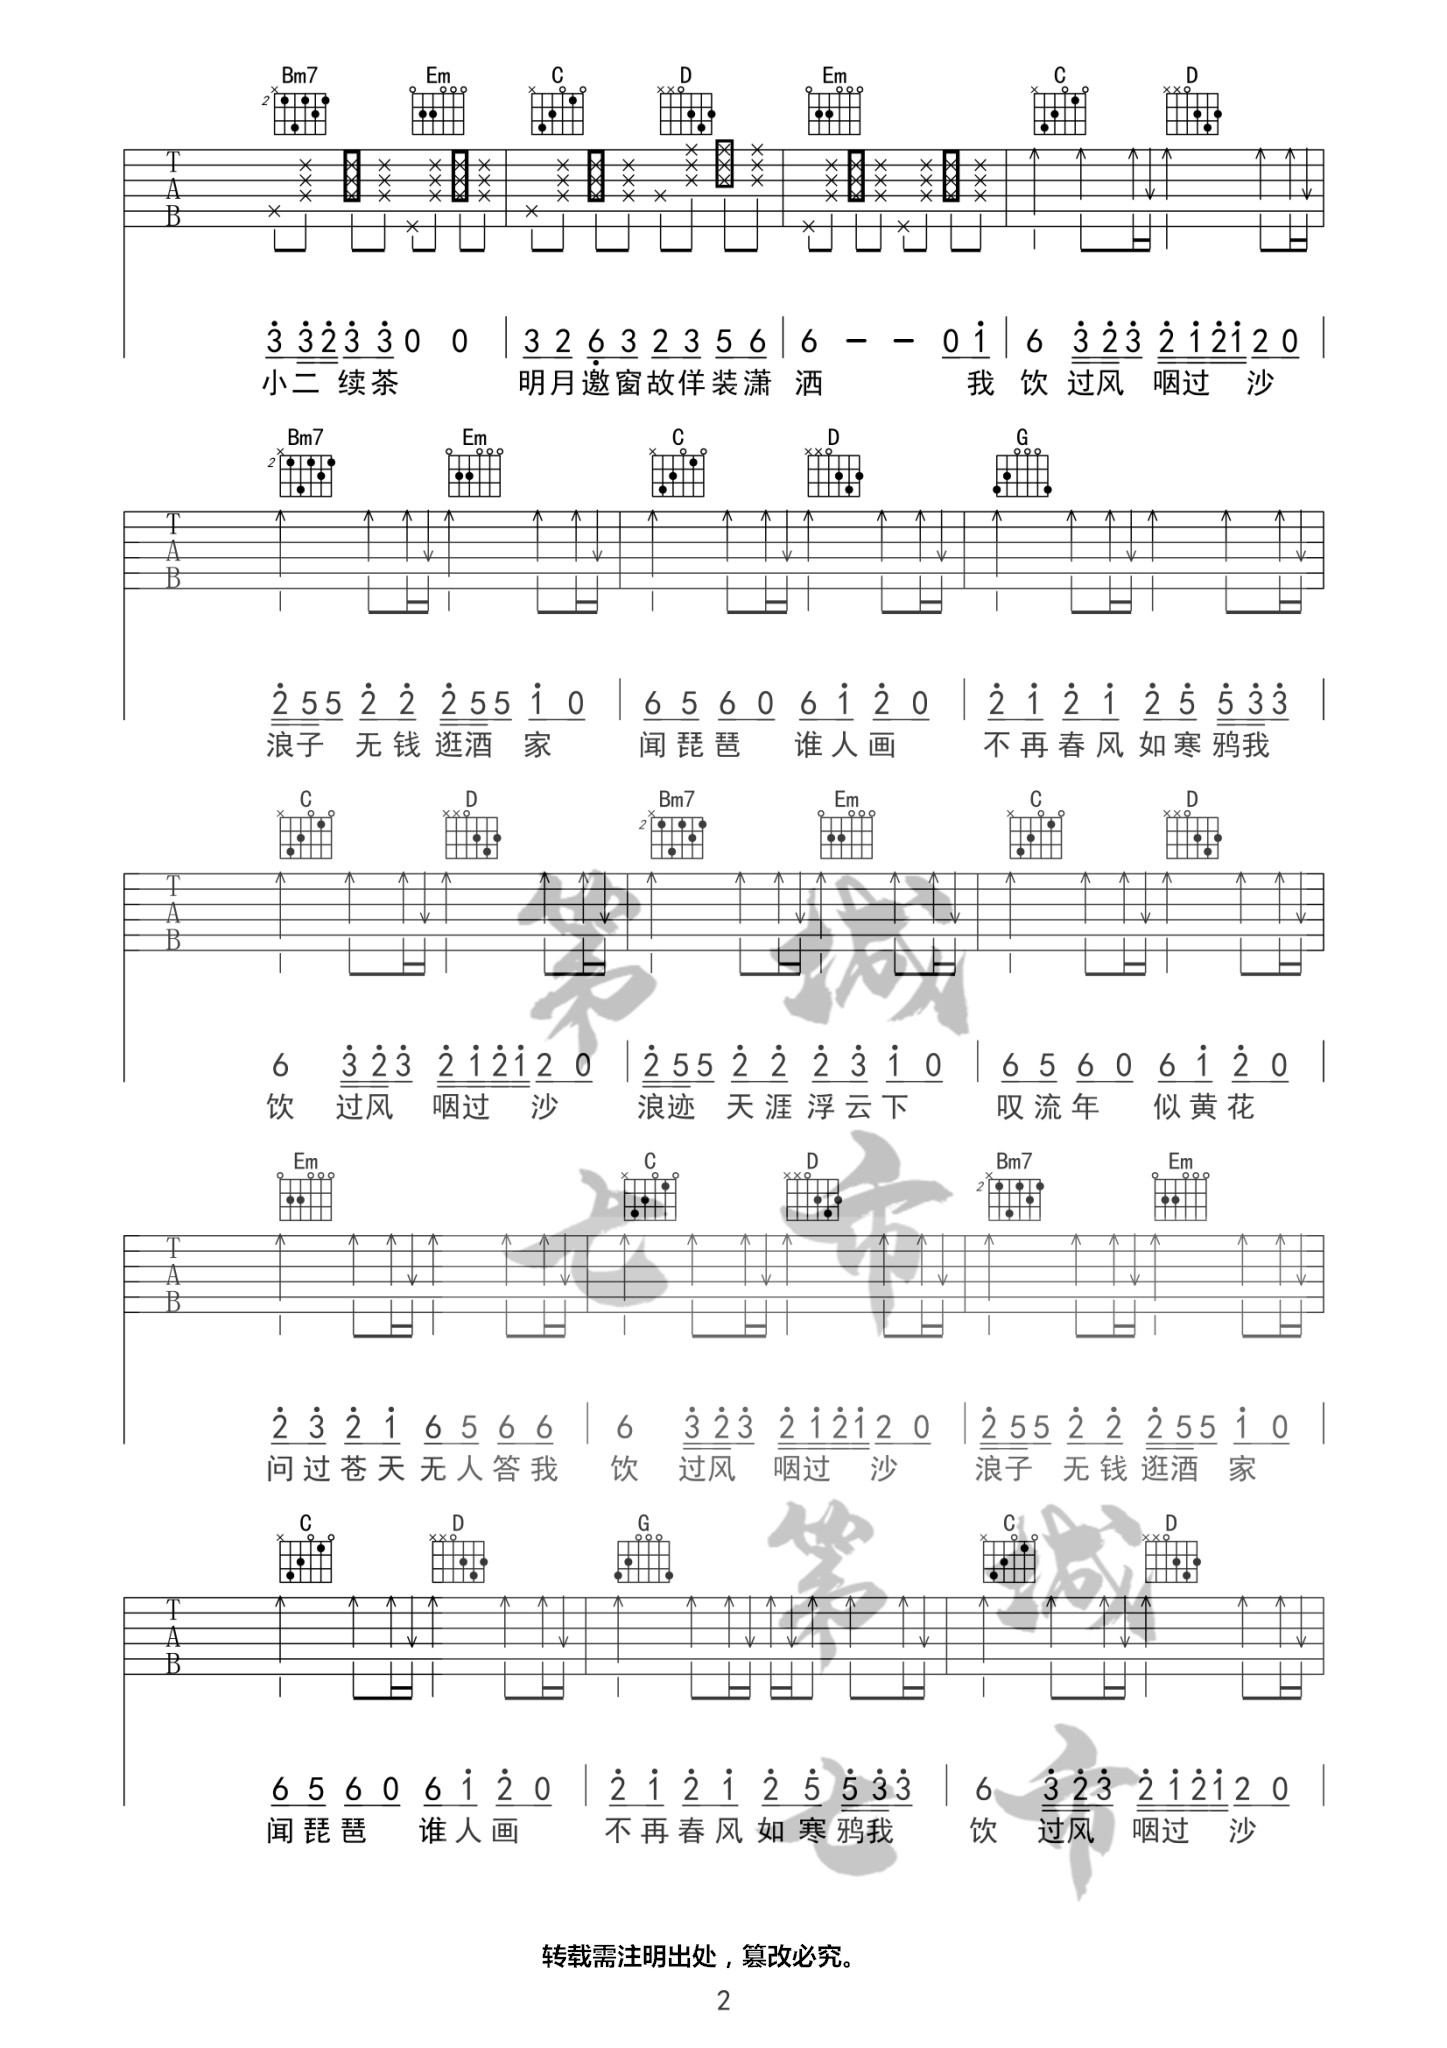 Bm7 Em C D Em C D
2
T
A
B
3 3 2 3 3 0 0 3 2 6 3 2 3 5 6 6 - - 0 1 6 3 2 3 2 1 2 1 2 0
小二 续茶 明月邀窗故佯装潇 洒 我 饮 过风 咽过 沙
Bm7 Em C D G
2
T
A
B
2 5 5 2 2 2 5 5 1 0 6 5 6 0 6 1 2 0 2 1 2 1 2 5 5 3 3
浪子 无钱 逛酒 家 闻琵琶 谁人画 不再春风如寒鸦我
C D Bm7 Em C D
2
T
A
B
6 3 2 3 2 1 2 1 2 0 2 5 5 2 2 2 3 1 0 6 5 6 0 6 1 2 0
饮 过风 咽过 沙 浪迹 天涯浮云下 叹流年 似黄花
Em C D Bm7 Em
2
T
A
B
2 3 2 1 6 5 6 6 6 3 2 3 2 1 2 1 2 0 2 5 5 2 2 2 5 5 1 0
问过苍天无人答我 饮 过风 咽过 沙 浪子 无钱逛酒 家
C D G C D
T
A
B
6 5 6 0 6 1 2 0 2 1 2 1 2 5 5 3 3 6 3 2 3 2 1 2 1 2 0
闻琵琶 谁人画 不再春风如寒鸦我 饮 过风 咽过 沙
第 城
七 市
第 城
七 市
转载需注明出处，篡改必究。
2